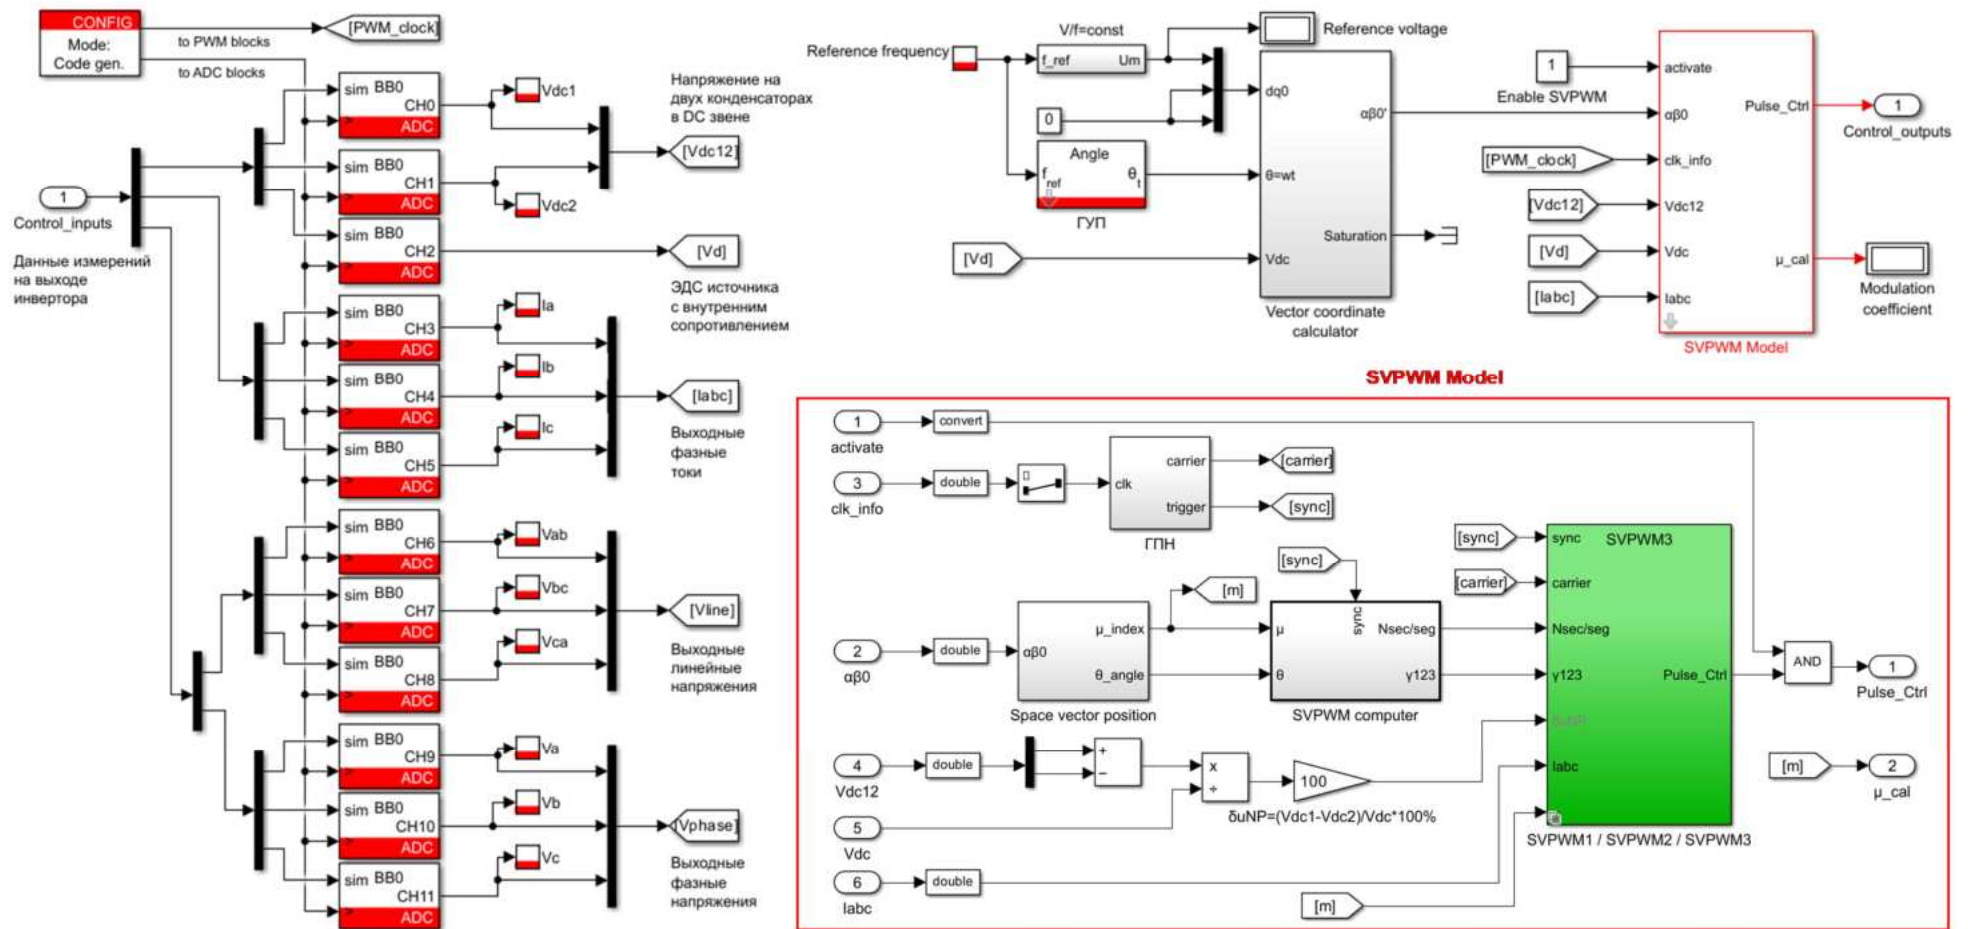 CONFIG
Mode:
Code gen.
to PWM blocks
to ADC blocks
[PWM_clock]
1
Control_inputs
Данные измерений
на выходе
инвертора
sim BB0
CH0
>
ADC
Vdc1
sim BB0
CH1
>
ADC
Vdc2
Напряжение на
двух конденсаторах
в DC звене
[Vdc12]
sim BB0
CH2
>
ADC
[Vd]
ЭДС источника
с внутренним
сопротивлением
sim BB0
CH3
>
ADC
Ia
sim BB0
CH4
>
ADC
Ib
sim BB0
CH5
>
ADC
Ic
[Iabc]
Выходные
фазные
токи
sim BB0
CH6
>
ADC
Vab
sim BB0
CH7
>
ADC
Vbc
sim BB0
CH8
>
ADC
Vca
[Vline]
Выходные
линейные
напряжения
sim BB0
CH9
>
ADC
Va
sim BB0
CH10
>
ADC
Vb
sim BB0
CH11
>
ADC
Vc
[Vphase]
Выходные
фазные
напряжения
Reference frequency
V/f=const
f_ref Um
Reference voltage
0
Angle
f_ref θ_t
ГУП
[Vd]
dq0
αβ0'
θ=wt
Saturation
Vdc
Vector coordinate
calculator
1
Enable SVPWM
[PWM_clock]
[Vdc12]
[Vd]
[Iabc]
activate
Pulse_Ctrl
αβ0
clk_info
Vdc12
Vdc
μ_cal
Iabc
SVPWM Model
1
Control_outputs
Modulation
coefficient
SVPWM Model
1
activate
convert
3
clk_info
double
clk
carrier
trigger
ГПН
[carrier]
[sync]
2
αβ0
double
αβ0
μ_index
θ_angle
Space vector position
[m]
[sync]
sync
μ
Nsec/seg
θ
γ123
SVPWM computer
4
Vdc12
double
+
−
x
÷
100
δuNP=(Vdc1-Vdc2)/Vdc*100%
5
Vdc
6
Iabc
double
[m]
[sync]
[carrier]
sync SVPWM3
carrier
Nsec/seg
γ123
Pulse_Ctrl
δuNP
Iabc
SVPWM1 / SVPWM2 / SVPWM3
AND
1
Pulse_Ctrl
[m]
2
μ_cal